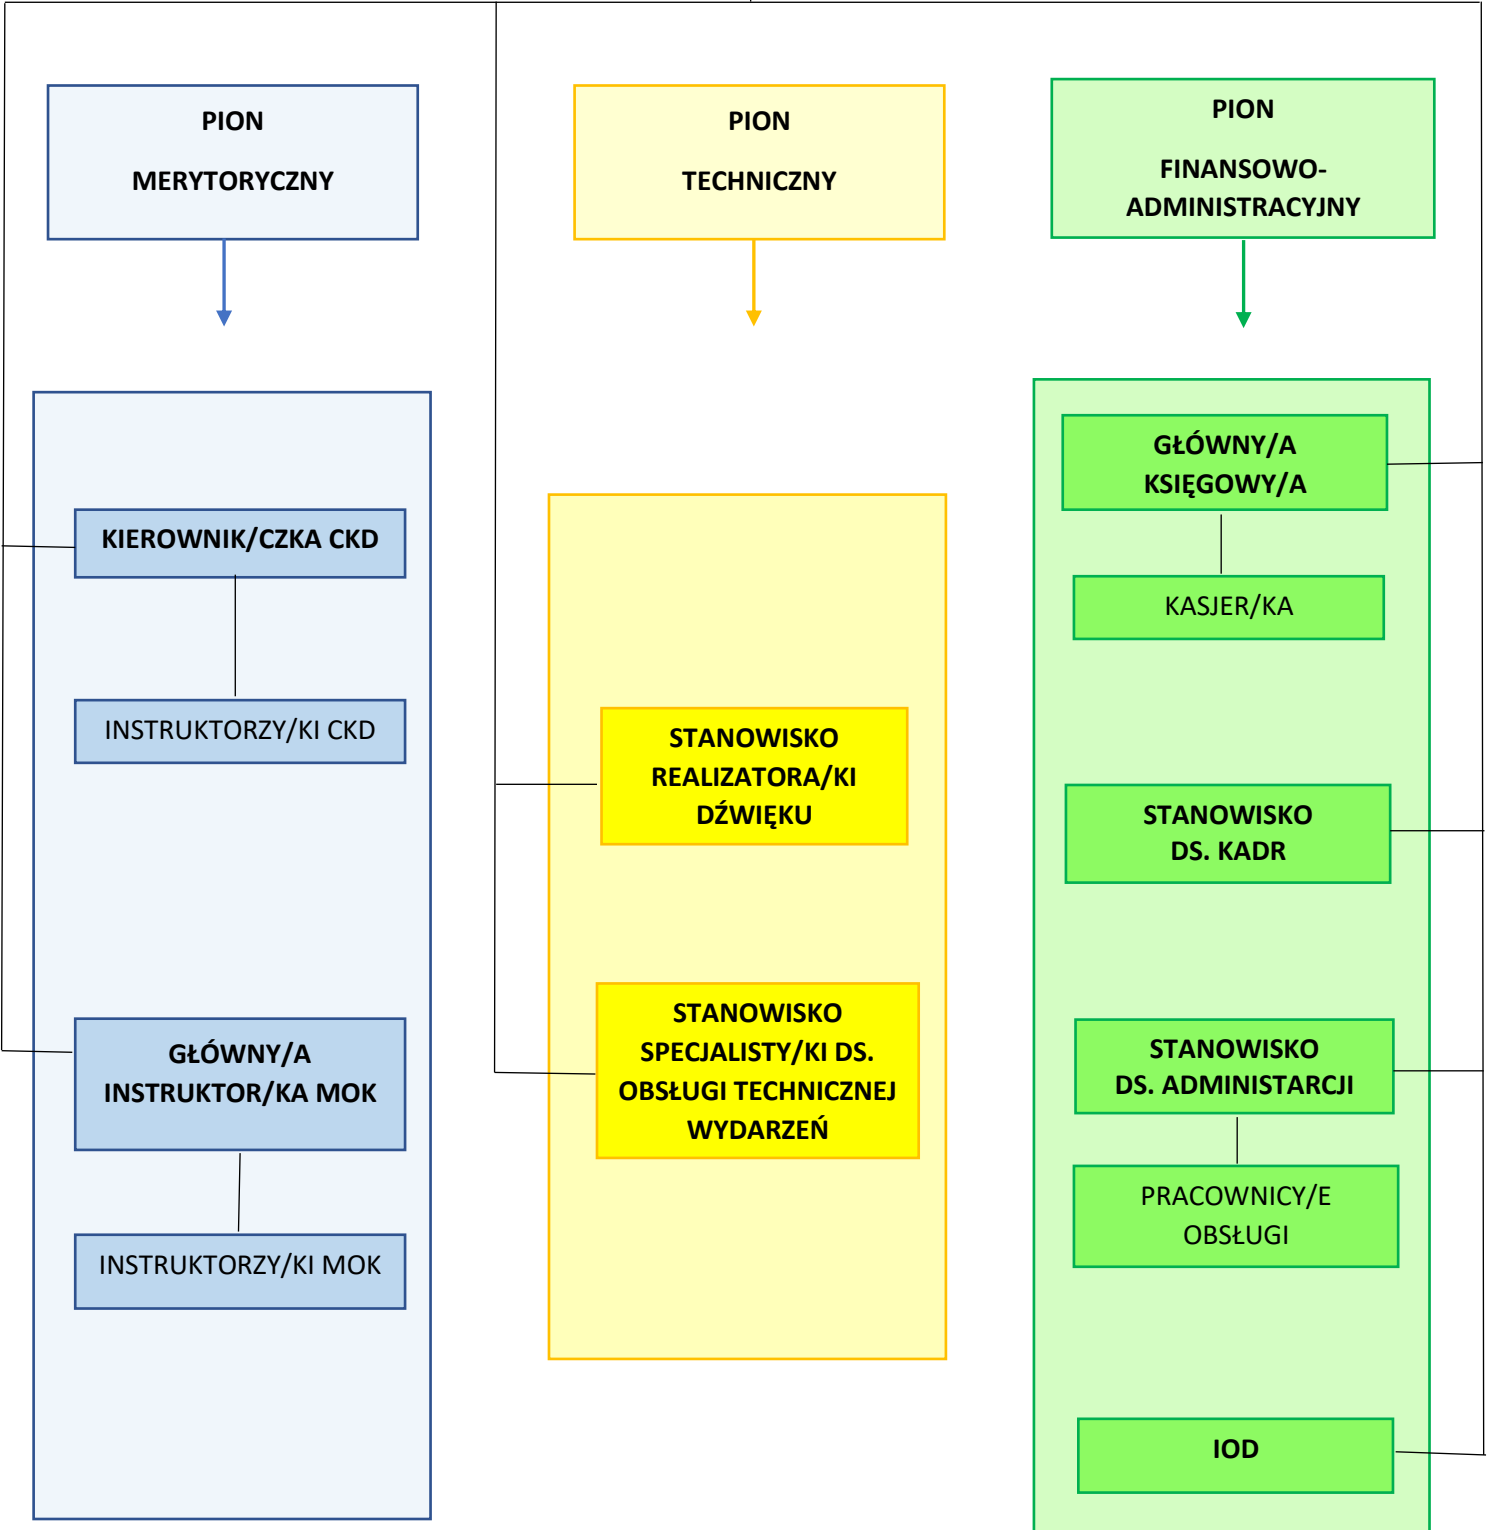 PION
MERYTORYCZNY
PION
TECHNICZNY
PION
FINANSOWO-
ADMINISTRACYJNY
KIEROWNIK/CZKA CKD
INSTRUKTORZY/KI CKD
GŁÓWNY/A
INSTRUKTOR/KA MOK
INSTRUKTORZY/KI MOK
STANOWISKO
REALIZATORA/KI
DŹWIĘKU
STANOWISKO
SPECJALISTY/KI DS.
OBSŁUGI TECHNICZNEJ
WYDARZEŃ
GŁÓWNY/A
KSIĘGOWY/A
KASJER/KA
STANOWISKO
DS. KADR
STANOWISKO
DS. ADMINISTARCJI
PRACOWNICY/E
OBSŁUGI
IOD